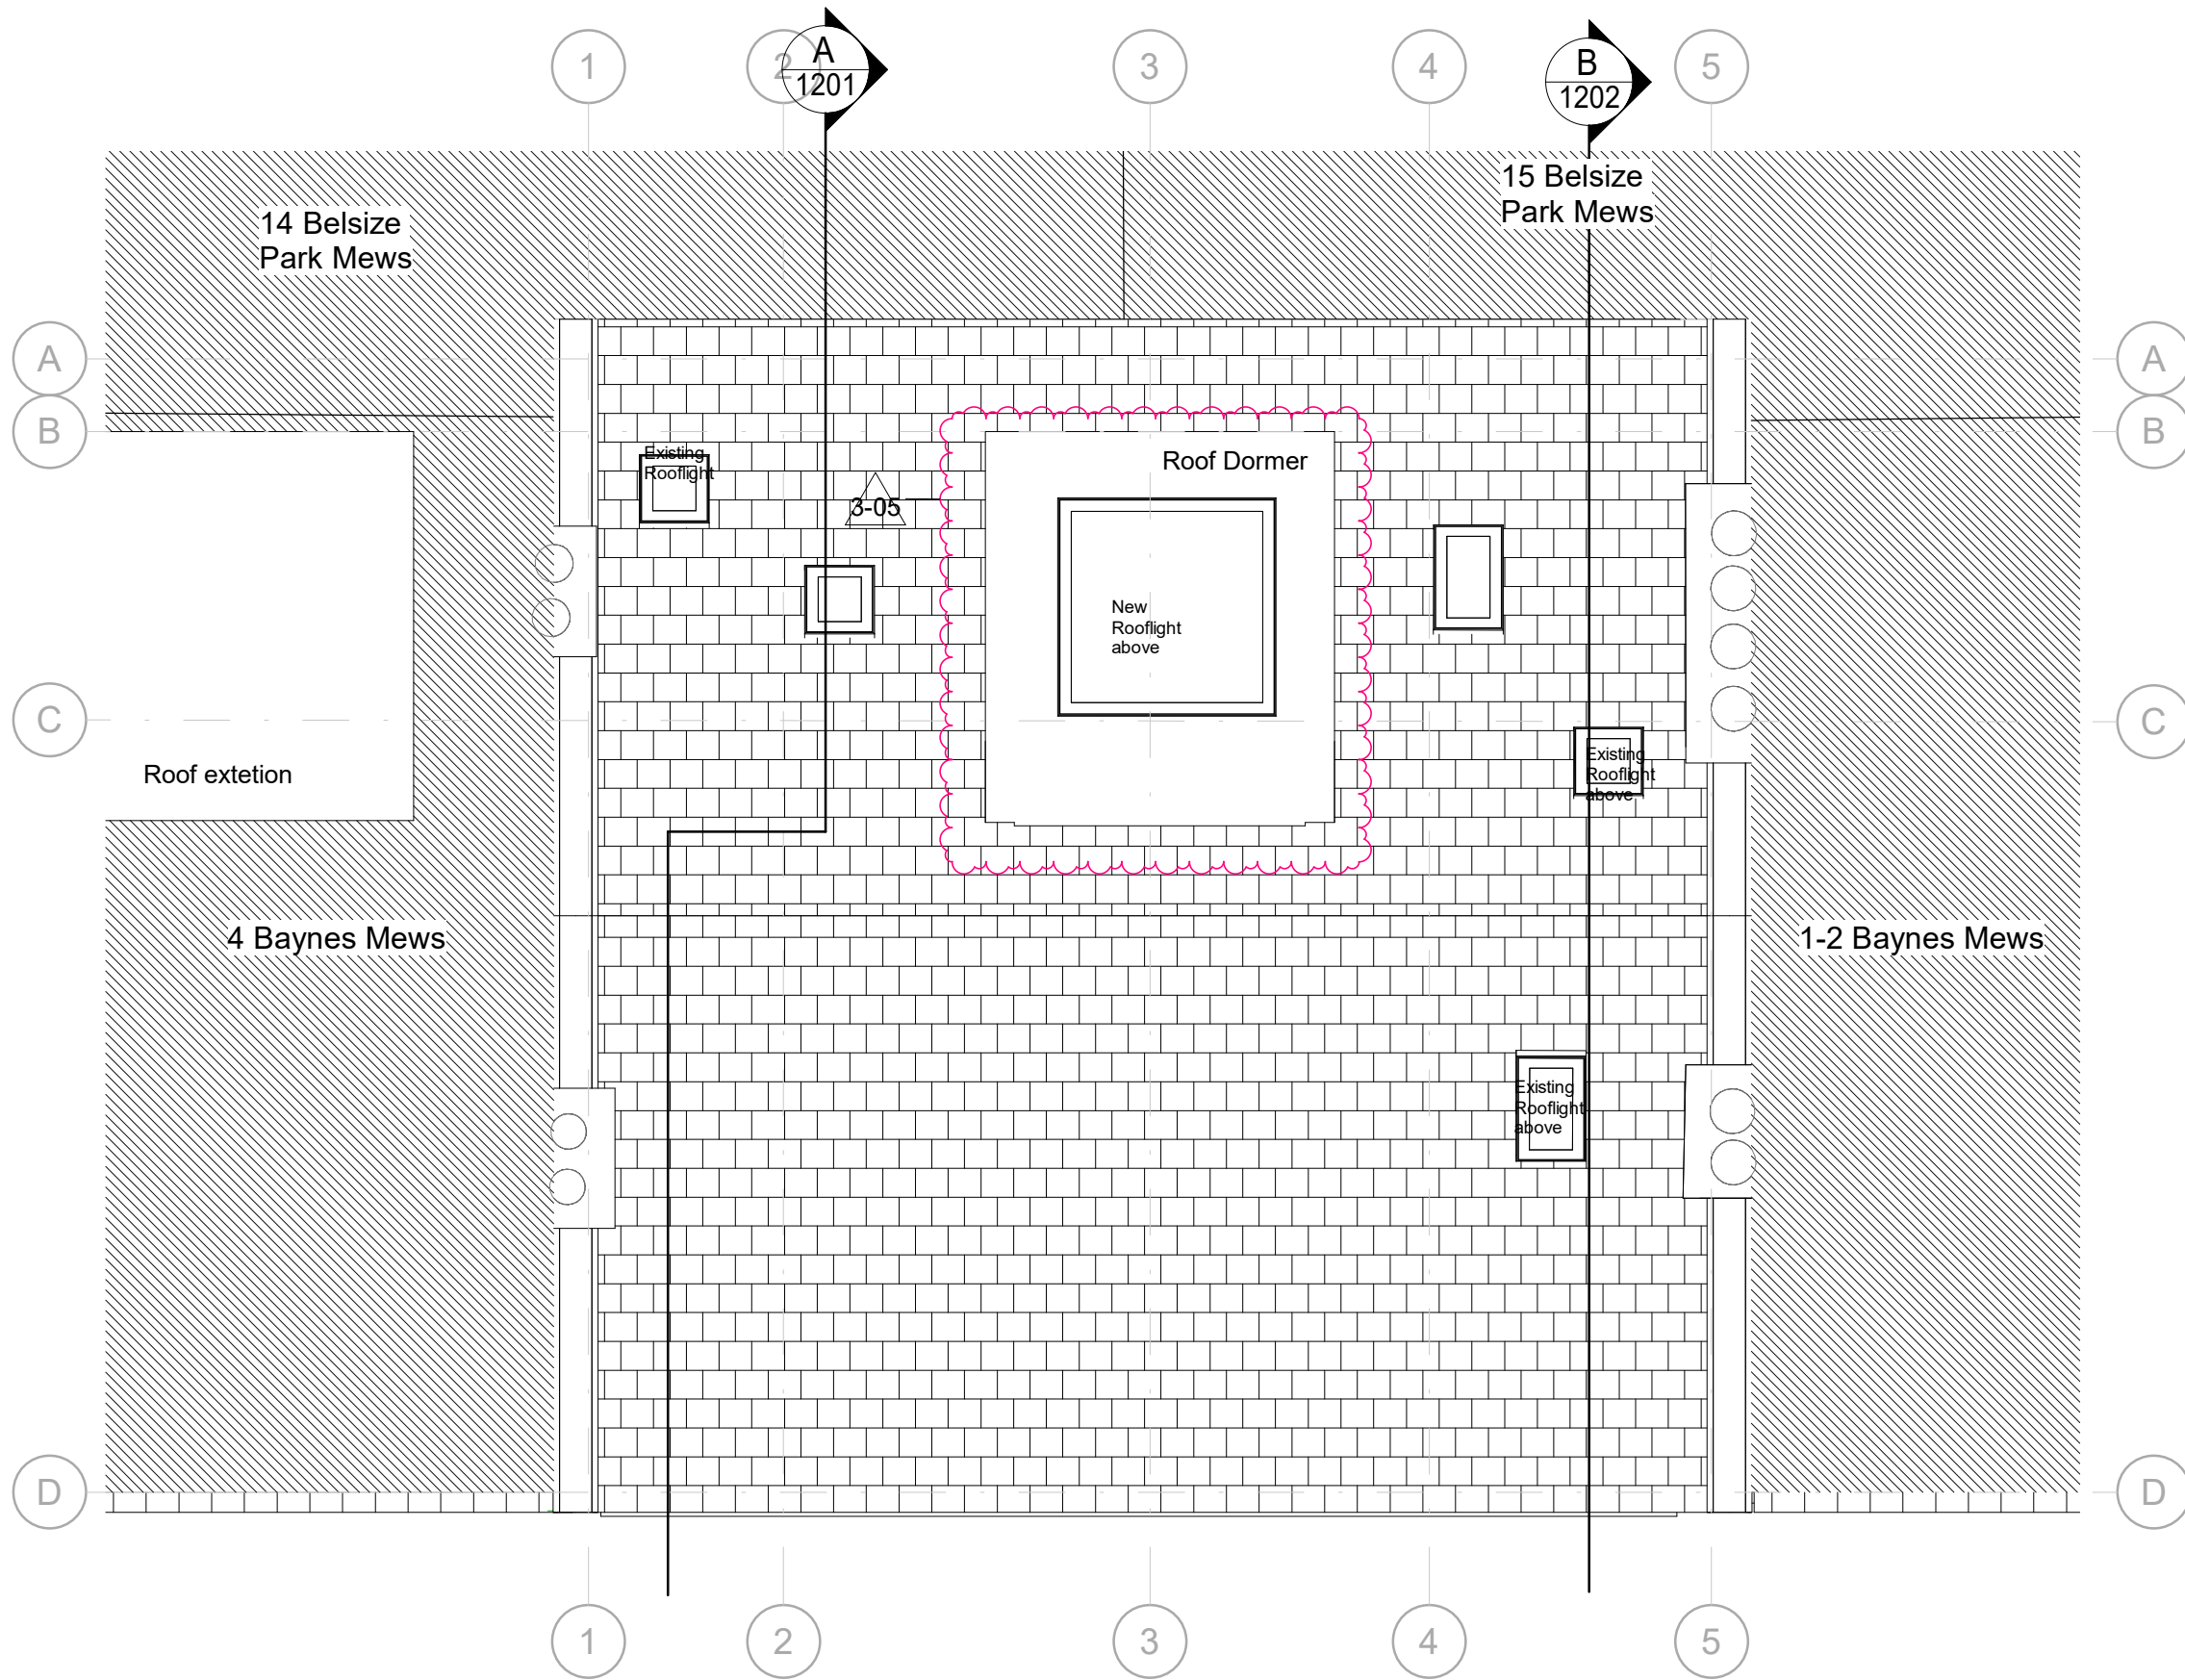 1
2
3
4
5
A
1201
B
1202
14 Belsize
Park Mews
15 Belsize
Park Mews
A
A
B
B
Existing
Rooflight
Roof Dormer
3-05
New
Rooflight
above
C
C
Existing
Rooflight
above
Roof extetion
4 Baynes Mews
1-2 Baynes Mews
Existing
Rooflight
above
D
D
1
2
3
4
5